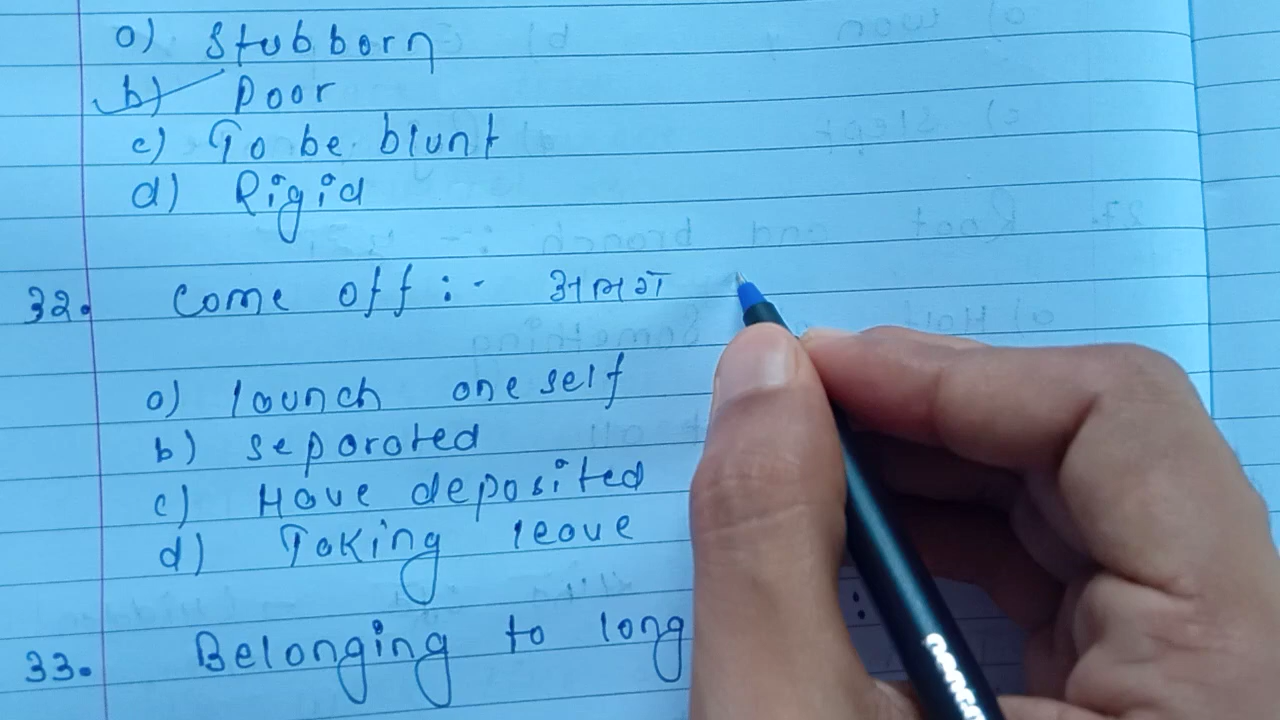 a) Stubborn
b) Poor
c) To be blunt
d) Rigid
32. Come off :- अलग
a) launch oneself
b) separated
c) Have deposited
d) Taking leave
33. Belonging to long